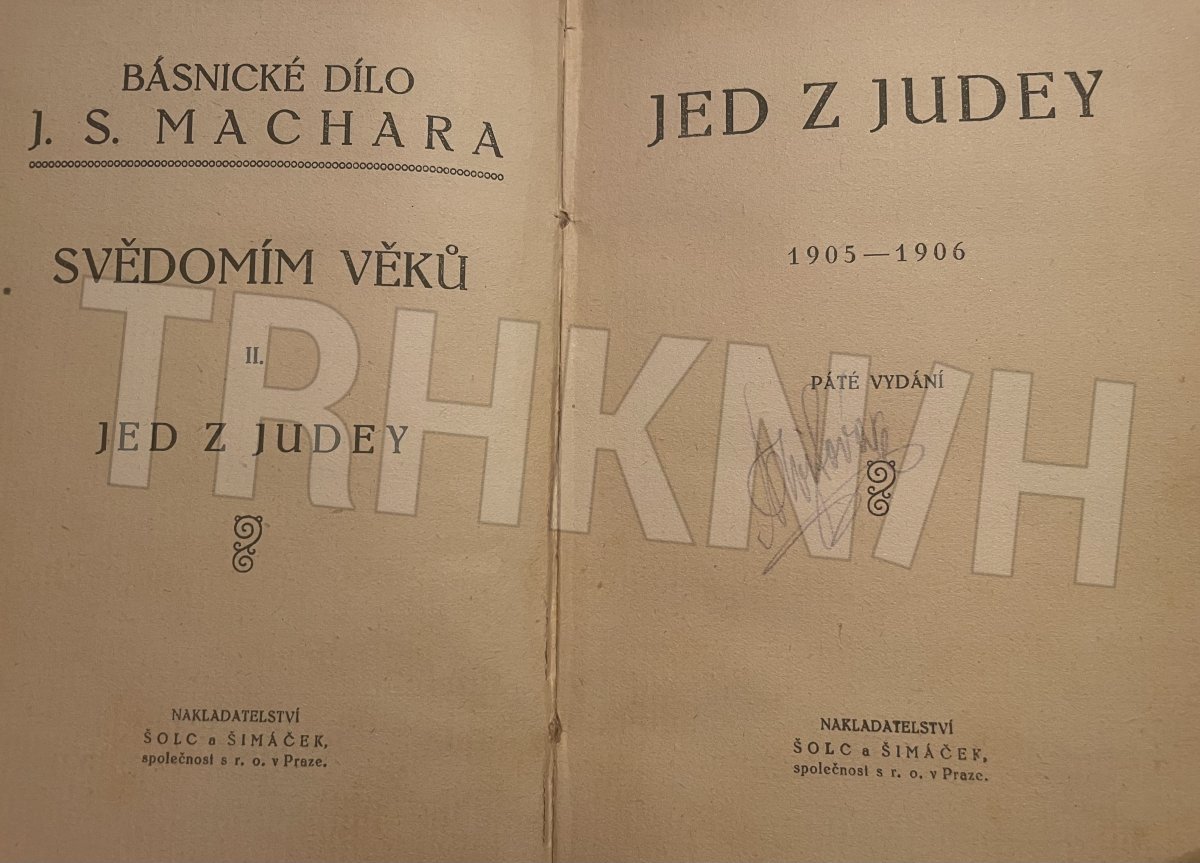 BÁSNICKÉ DÍLO
J. S. MACHARA
SVĚDOMÍM VĚKŮ
II.
JED Z JUDEY
NAKLADATELSTVÍ
ŠOLC a ŠIMÁČEK,
společnost s r. o. v Praze.
JED Z JUDEY
1905—1906
PÁTÉ VYDÁNÍ
NAKLADATELSTVÍ
ŠOLC a ŠIMÁČEK,
společnost s r. o. v Praze.
TRHKNIH